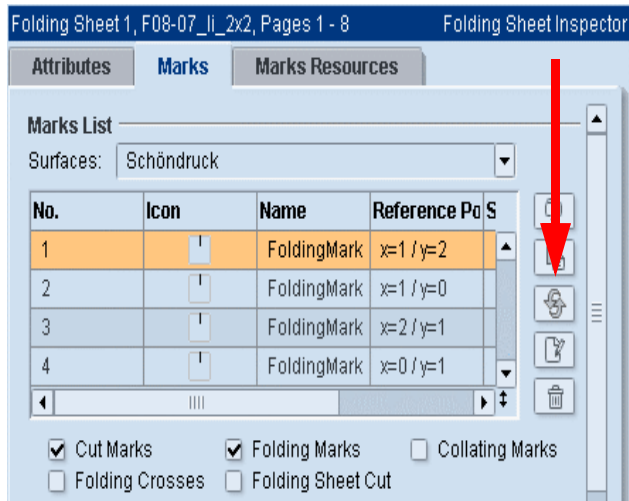 Folding Sheet 1, F08-07_li_2x2, Pages 1 - 8 Folding Sheet Inspector
Attributes Marks Marks Resources
Marks List
Surfaces: Schöndruck
No. Icon Name Reference Po S
1 FoldingMark x=1 / y=2
2 FoldingMark x=1 / y=0
3 FoldingMark x=2 / y=1
4 FoldingMark x=0 / y=1
Cut Marks Folding Marks Collating Marks
Folding Crosses Folding Sheet Cut